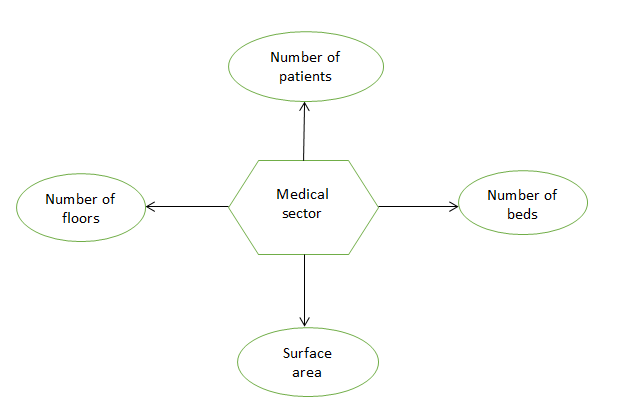 Number of
patients
Number of
floors
Medical
sector
Number of
beds
Surface
area